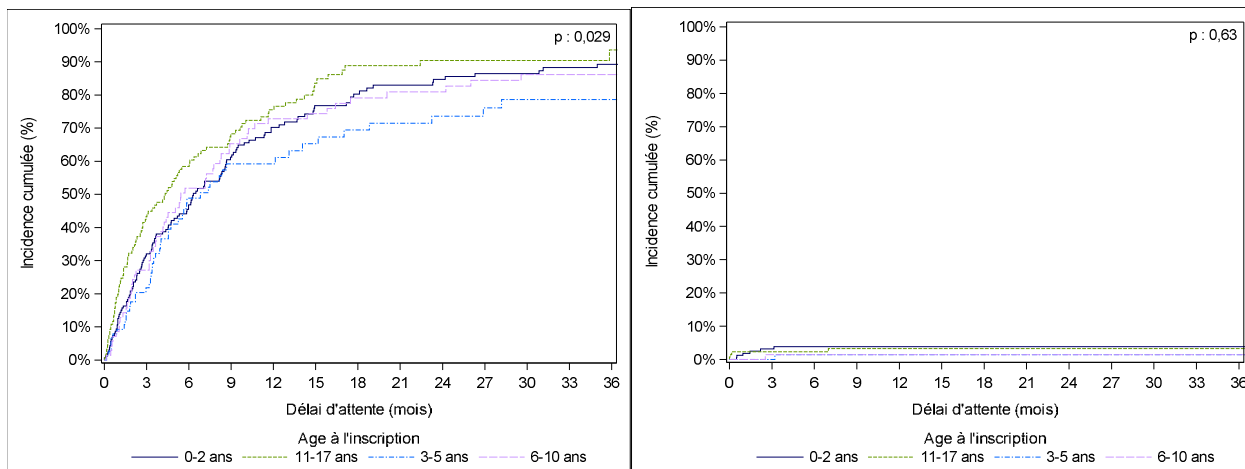 p : 0,029
100%
90%
80%
70%
60%
50%
40%
30%
20%
10%
0%
Incidence cumulée (%)
0 3 6 9 12 15 18 21 24 27 30 33 36
Délai d'attente (mois)
Age à l'inscription
0-2 ans 11-17 ans 3-5 ans 6-10 ans
p : 0,63
100%
90%
80%
70%
60%
50%
40%
30%
20%
10%
0%
Incidence cumulée (%)
0 3 6 9 12 15 18 21 24 27 30 33 36
Délai d'attente (mois)
Age à l'inscription
0-2 ans 11-17 ans 3-5 ans 6-10 ans